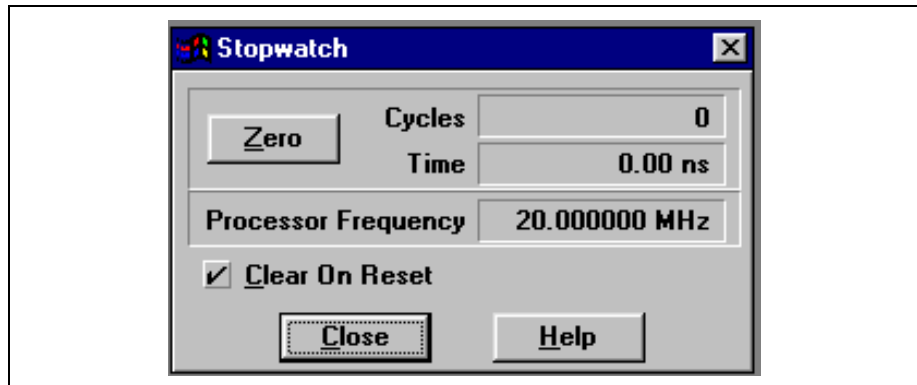 Stopwatch
Zero
Cycles 0
Time 0.00 ns
Processor Frequency 20.000000 MHz
Clear On Reset
Close Help